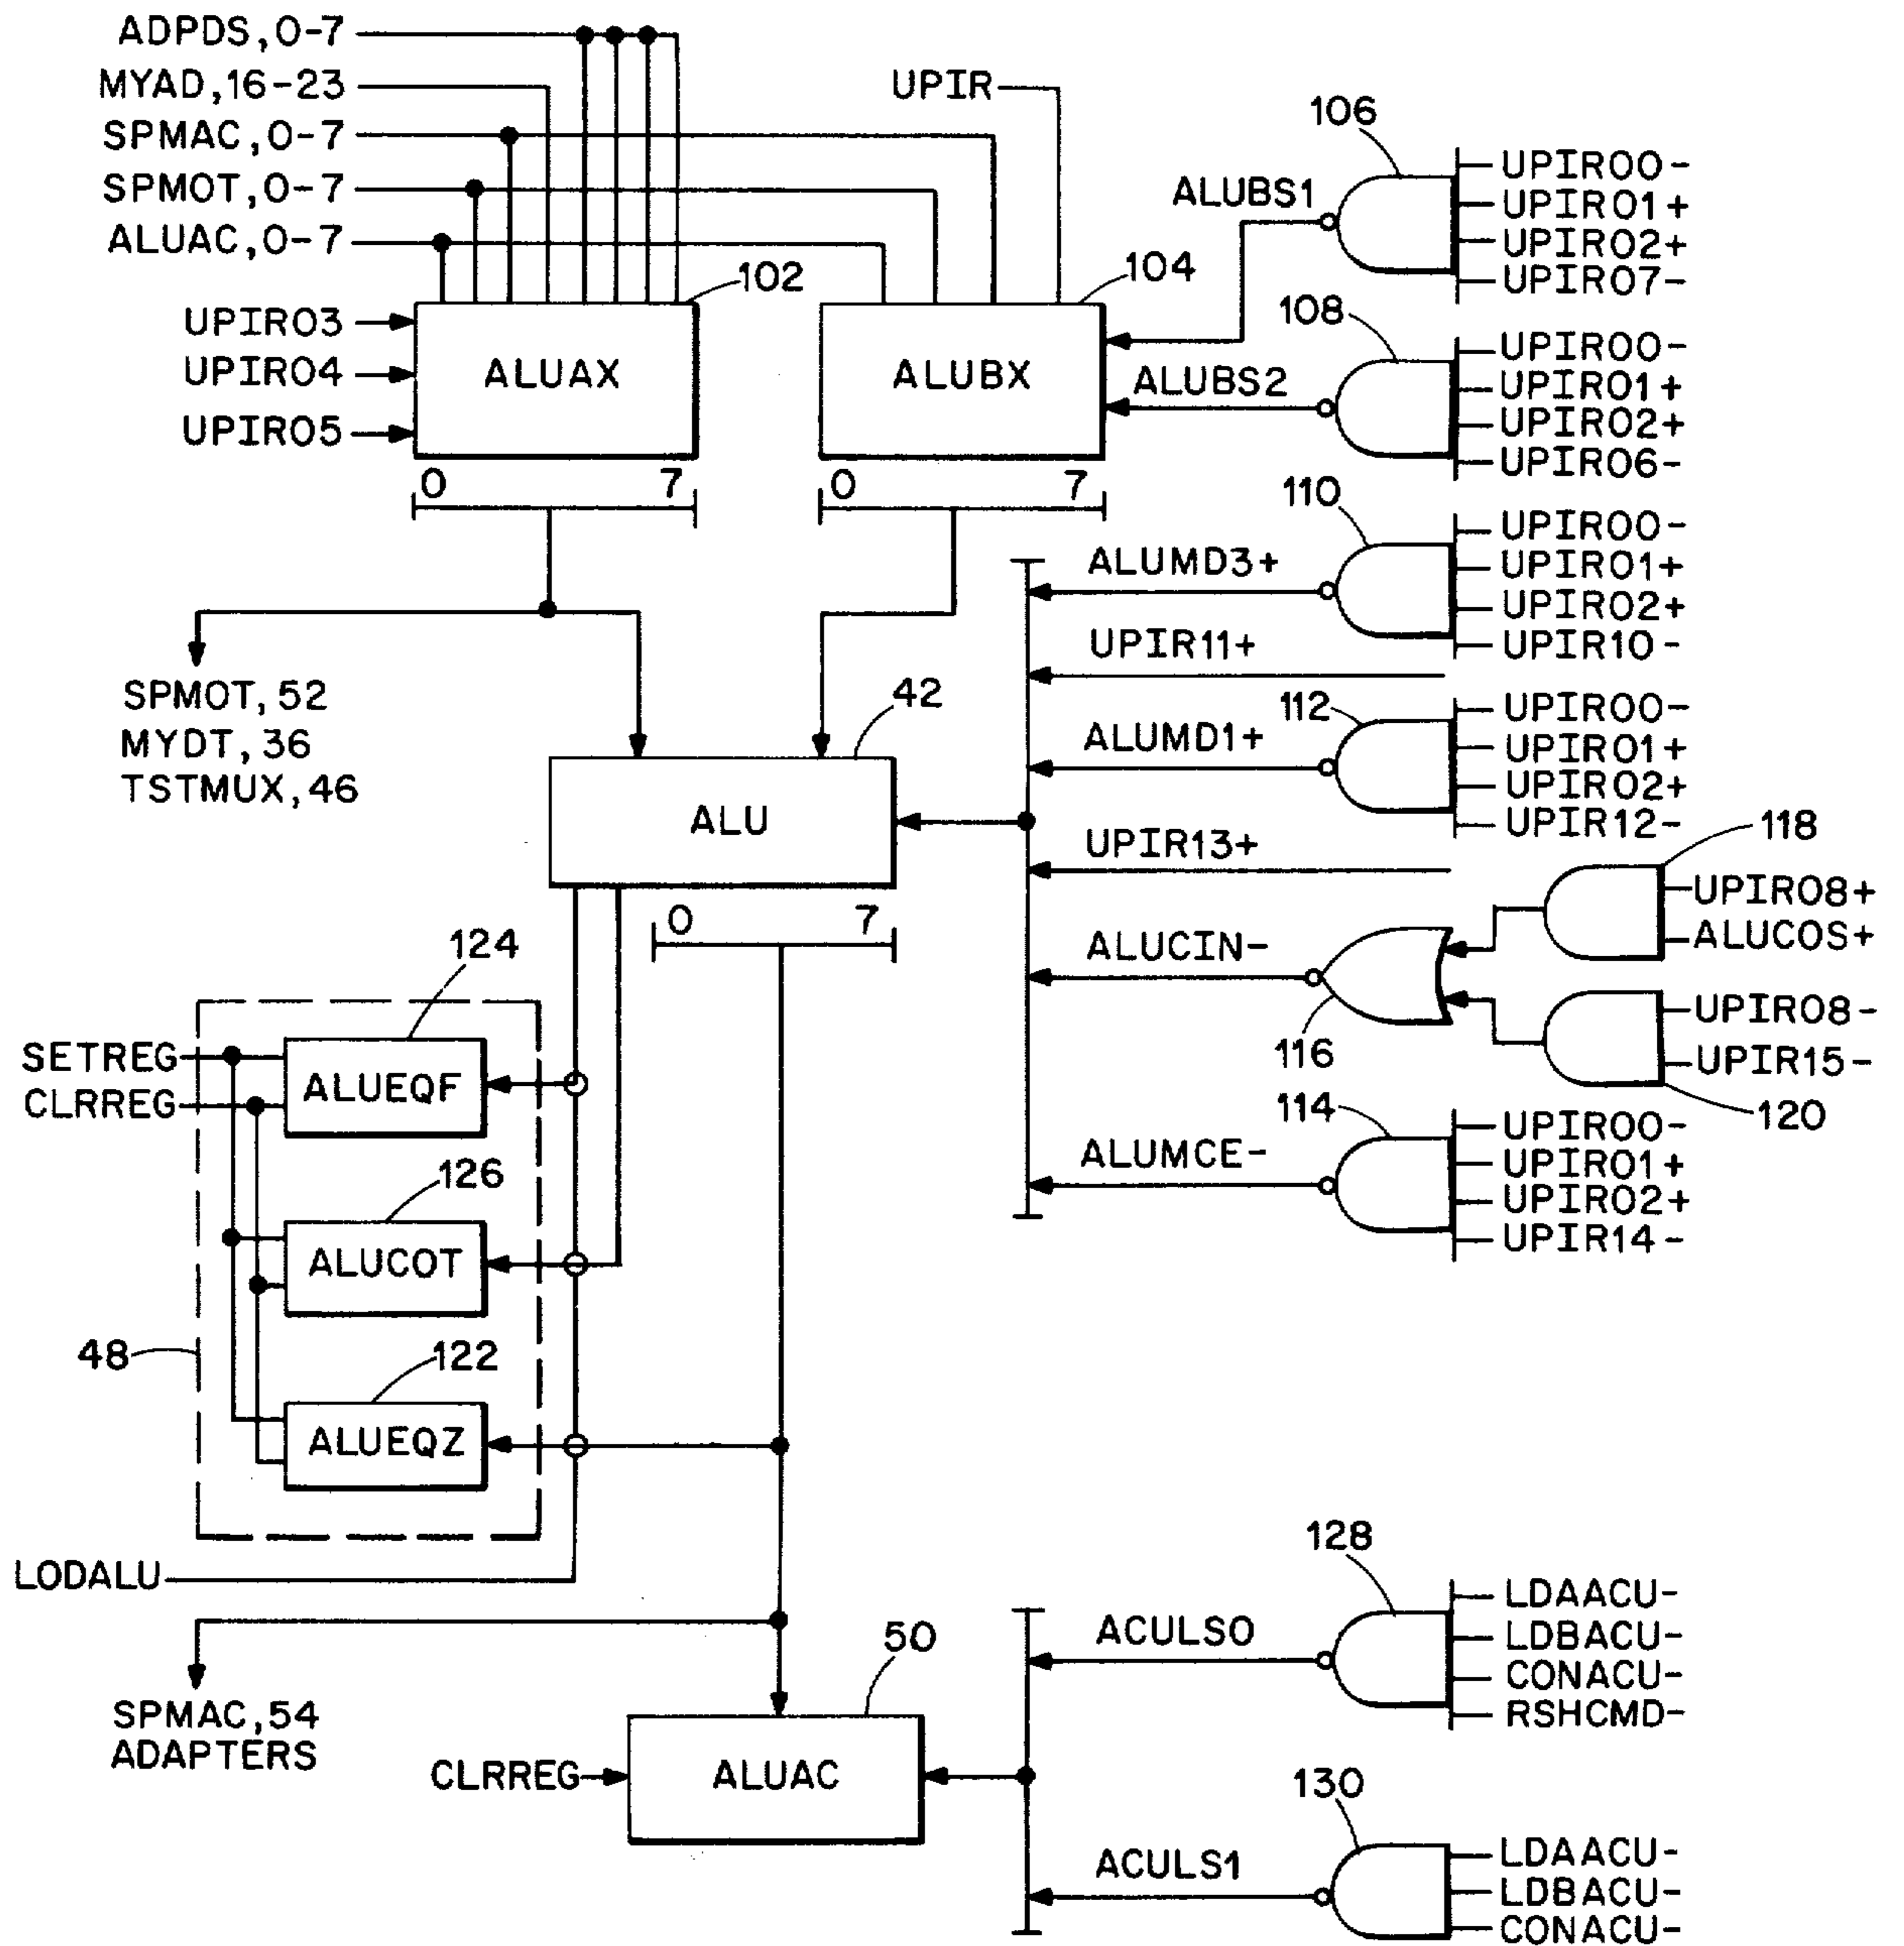 ADPDS,0-7
MYAD,16-23
SPMAC,0-7
SPMOT,0-7
ALUAC,0-7
UPIR
102
104
UPIR03
UPIR04
UPIR05
ALUAX
ALUBX
0 7
0 7
ALUBS1
106
UPIR00-
UPIR01+
UPIR02+
UPIR07-
ALUBS2
108
UPIR00-
UPIR01+
UPIR02+
UPIR06-
110
ALUMD3+
UPIR00-
UPIR01+
UPIR02+
UPIR10-
UPIR11+
112
ALUMD1+
UPIR00-
UPIR01+
UPIR02+
UPIR12-
UPIR13+
118
UPIR08+
ALUCOS+
ALUCIN-
116
UPIR08-
UPIR15-
120
114
ALUMCE-
UPIR00-
UPIR01+
UPIR02+
UPIR14-
SPMOT,52
MYDT,36
TSTMUX,46
42
ALU
0 7
124
SETREG
CLRREG
ALUEQF
126
ALUCOT
48
122
ALUEQZ
LODALU
SPMAC,54
ADAPTERS
50
CLRREG
ALUAC
128
ACULS0
LDAACU-
LDBACU-
CONACU-
RSHCMD-
130
ACULS1
LDAACU-
LDBACU-
CONACU-